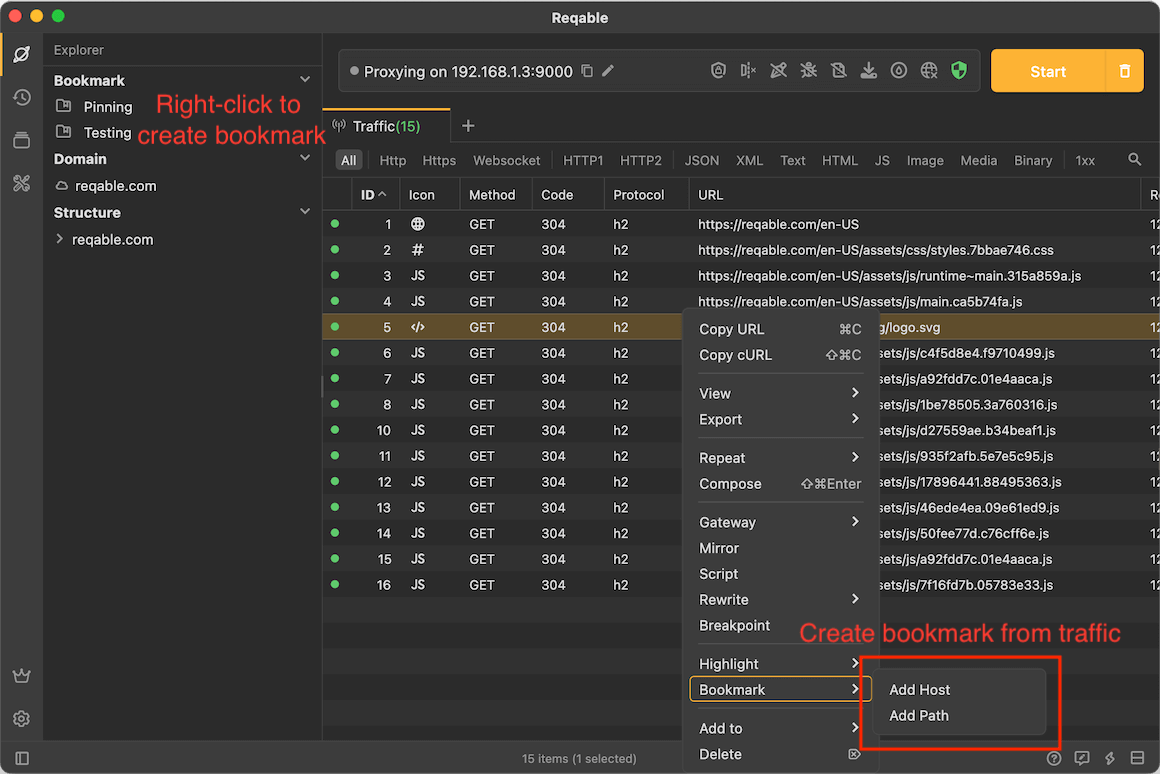 Reqable
Explorer
Bookmark
Pinning
Testing
Right-click to
create bookmark
Domain
reqable.com
Structure
reqable.com
Proxying on 192.168.1.3:9000
Start
Traffic(15)
All Http Https Websocket HTTP1 HTTP2 JSON XML Text HTML JS Image Media Binary 1xx
ID Icon Method Code Protocol URL
1 GET 304 h2 https://reqable.com/en-US
2 # GET 304 h2 https://reqable.com/en-US/assets/css/styles.7bbae746.css
3 JS GET 304 h2 https://reqable.com/en-US/assets/js/runtime~main.315a859a.js
4 JS GET 304 h2 https://reqable.com/en-US/assets/js/main.ca5b74fa.js
5 </> GET 304 h2 g/logo.svg
6 JS GET 304 h2 sets/js/c4f5d8e4.f9710499.js
7 JS GET 304 h2 sets/js/a92fdd7c.01e4aaca.js
8 JS GET 304 h2 sets/js/1be78505.3a760316.js
10 JS GET 304 h2 sets/js/d27559ae.b34beaf1.js
11 JS GET 304 h2 sets/js/935f2afb.5e7e5c95.js
12 JS GET 304 h2 sets/js/17896441.88495363.js
13 JS GET 304 h2 sets/js/46ede4ea.09e61ed9.js
14 JS GET 304 h2 sets/js/50fee77d.c76cff6e.js
15 JS GET 304 h2 sets/js/a92fdd7c.01e4aaca.js
16 JS GET 304 h2 sets/js/7f16fd7b.05783e33.js
Copy URL ⌘C
Copy cURL ⇧⌘C
View
Export
Repeat
Compose ⇧⌘Enter
Gateway
Mirror
Script
Rewrite
Breakpoint
Create bookmark from traffic
Highlight
Bookmark
Add Host
Add Path
Add to
Delete
15 items (1 selected)